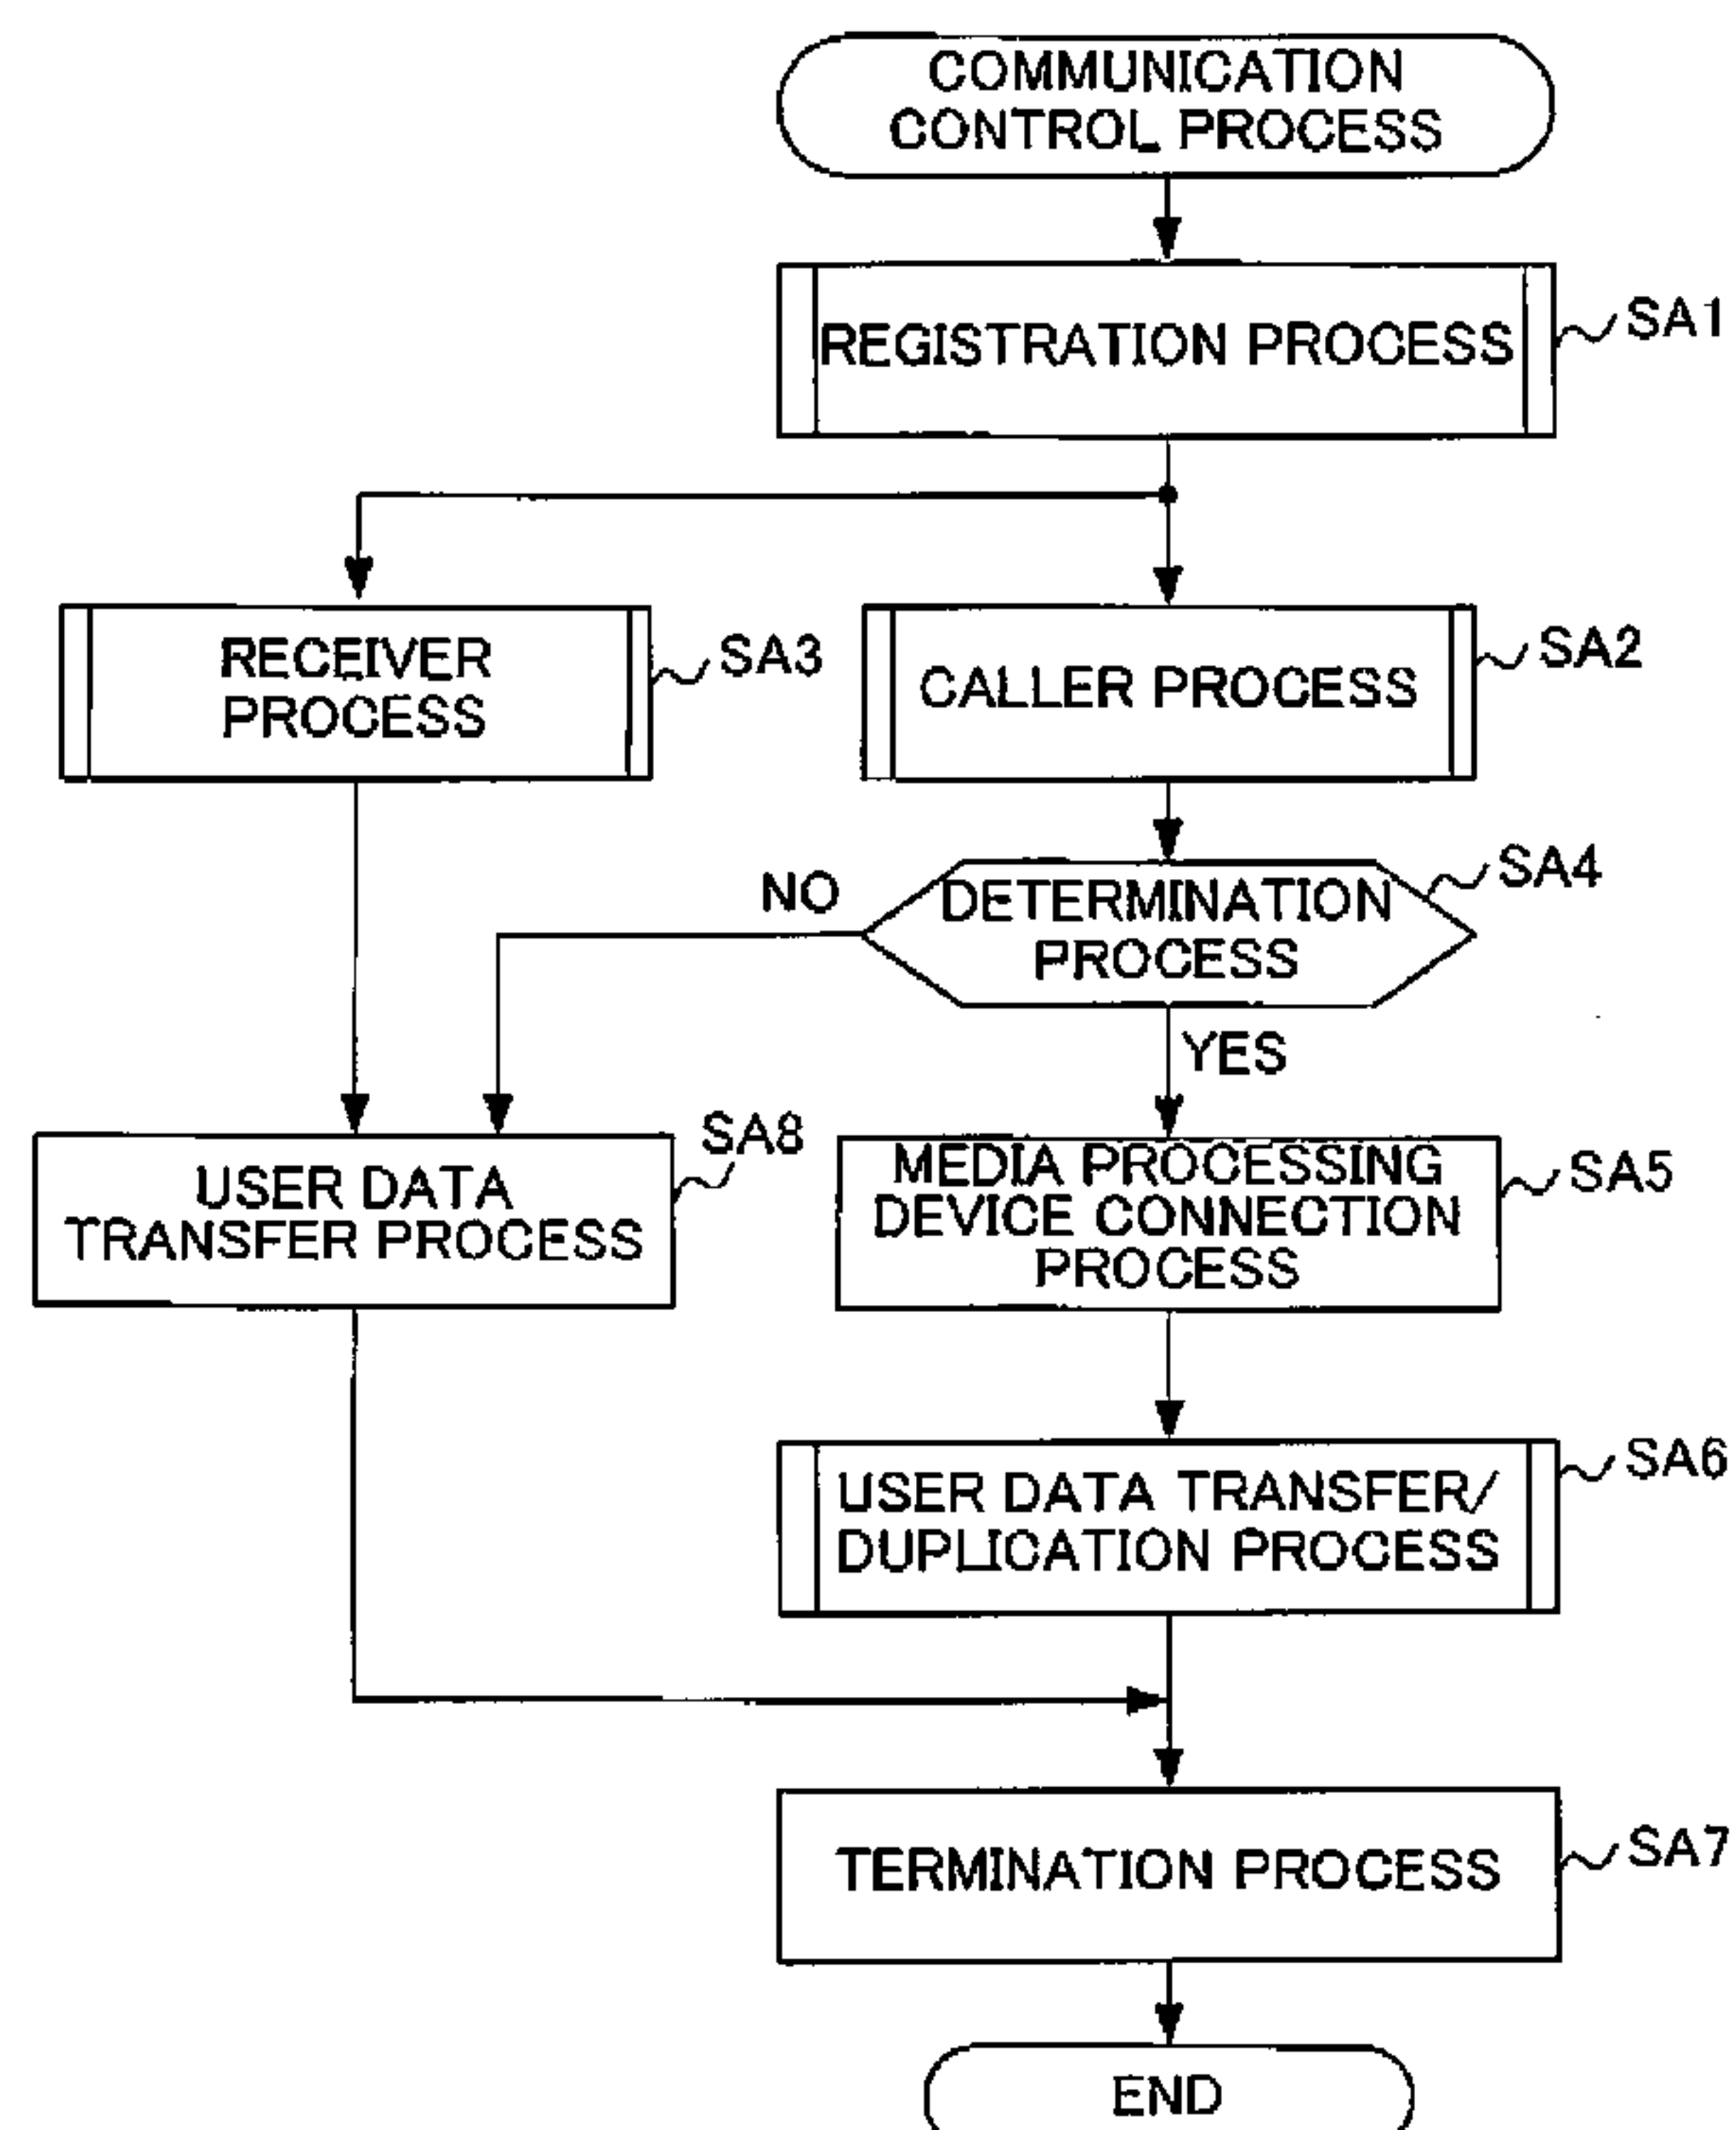 COMMUNICATION
CONTROL PROCESS
REGISTRATION PROCESS
SA1
RECEIVER
PROCESS
SA3
CALLER PROCESS
SA2
NO
DETERMINATION
PROCESS
SA4
YES
USER DATA
TRANSFER PROCESS
SA8
MEDIA PROCESSING
DEVICE CONNECTION
PROCESS
SA5
USER DATA TRANSFER/
DUPLICATION PROCESS
SA6
TERMINATION PROCESS
SA7
END